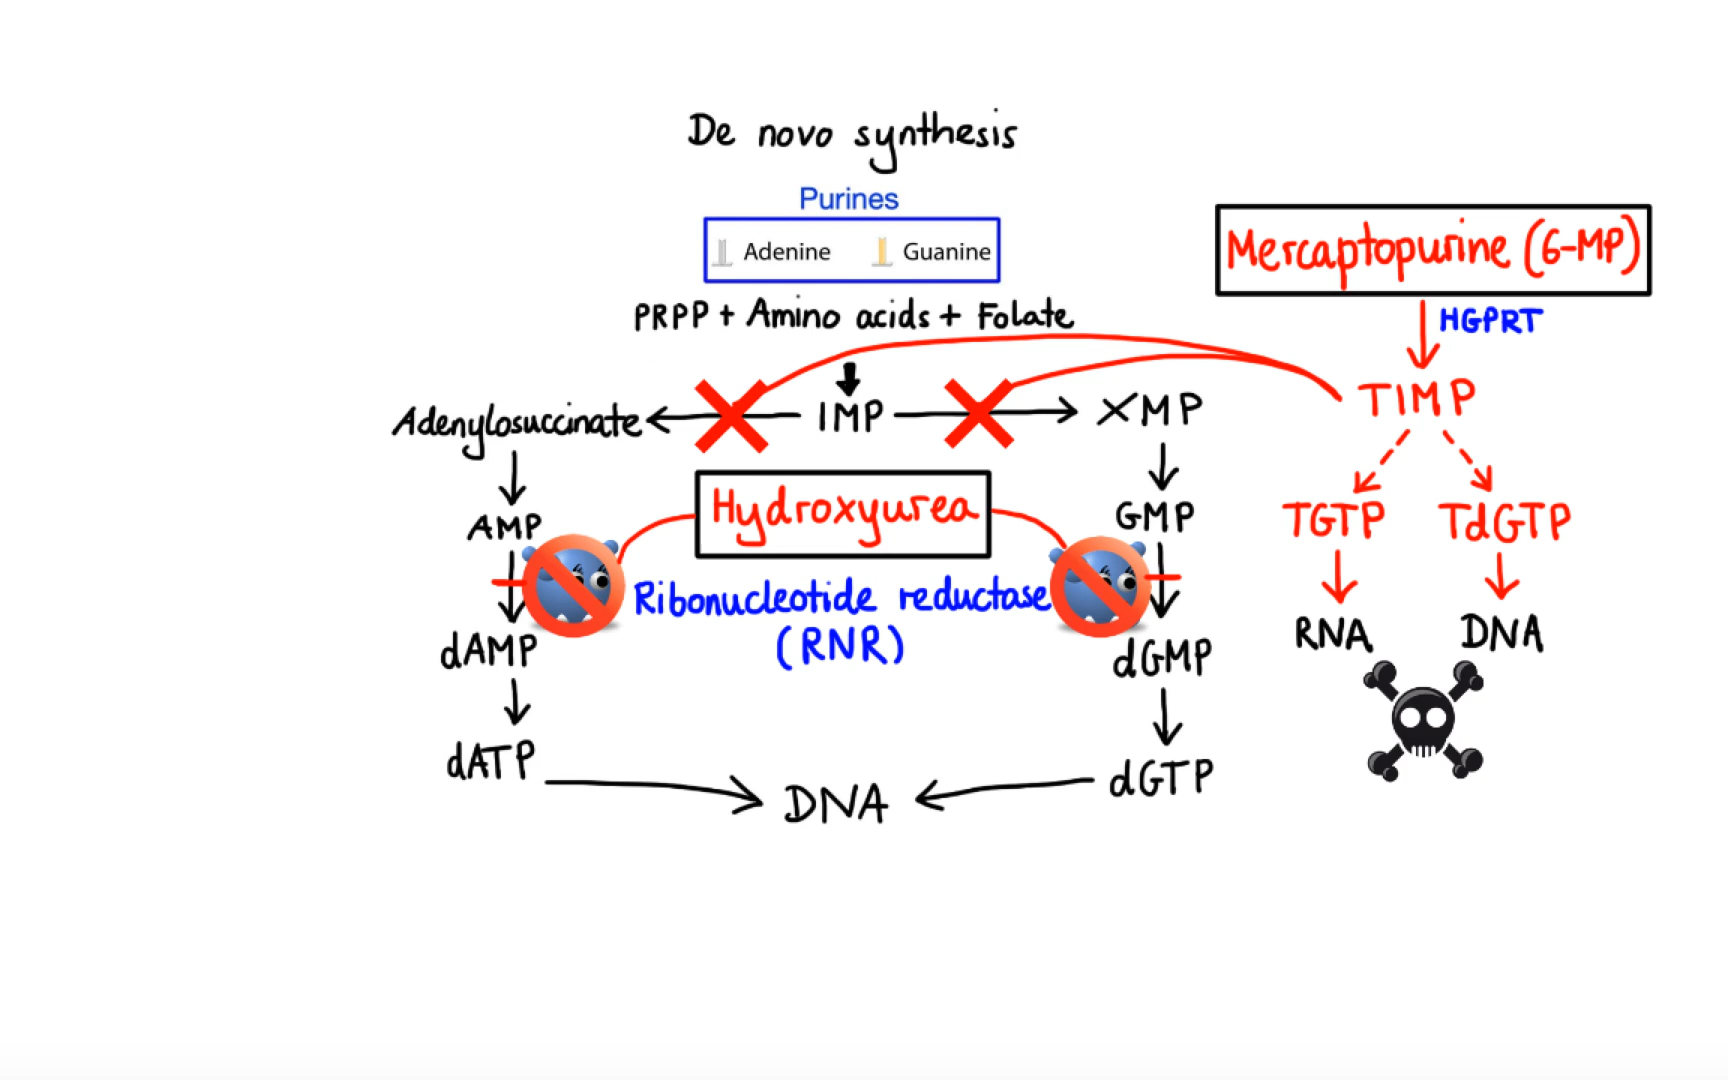 De novo synthesis
Purines
Adenine Guanine
PRPP + Amino acids + Folate
Adenylosuccinate IMP XMP
AMP GMP
Hydroxyurea
Ribonucleotide reductase
(RNR)
dAMP dGMP
dATP dGTP
DNA
Mercaptopurine (6-MP)
HGPRT
TIMP
TGTP TdGTP
RNA DNA